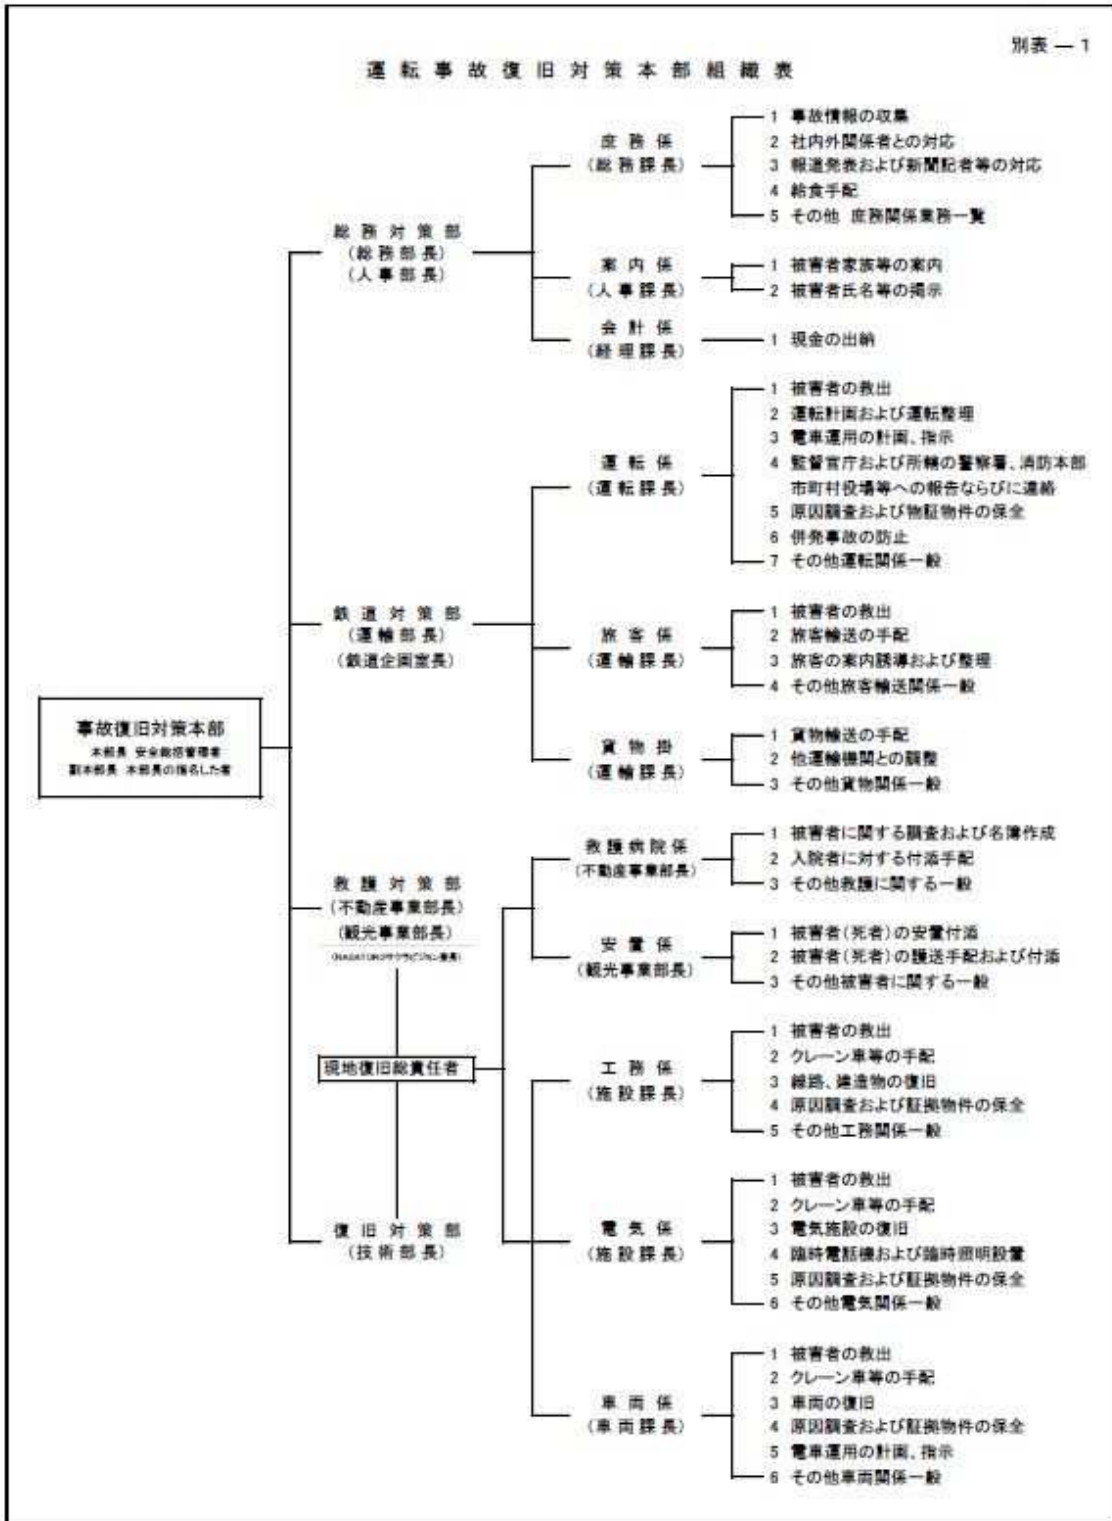 別表 ― 1
運転事故復旧対策本部組織表
事故復旧対策本部
本部長 安全総括管理者
副本部長 本部長の指名した者
総務対策部
(総務部長)
(人事部長)
庶務係
(総務課長)
1 事故情報の収集
2 社内外関係者との対応
3 報道発表および新聞記者等の対応
4 給食手配
5 その他 庶務関係業務一覧
案内係
(人事課長)
1 被害者家族等の案内
2 被害者氏名等の掲示
会計係
(経理課長)
1 現金の出納
鉄道対策部
(運輸部長)
(鉄道企画室長)
運転係
(運転課長)
1 被害者の救出
2 運転計画および運転整理
3 電車運用の計画、指示
4 監督官庁および所轄の警察署、消防本部
市町村役場等への報告ならびに連絡
5 原因調査および物証物件の保全
6 併発事故の防止
7 その他運転関係一般
旅客係
(運輸課長)
1 被害者の救出
2 旅客輸送の手配
3 旅客の案内誘導および整理
4 その他旅客輸送関係一般
貨物掛
(運輸課長)
1 貨物輸送の手配
2 他運輸機関との調整
3 その他貨物関係一般
救護対策部
(不動産事業部長)
(観光事業部長)
救護病院係
(不動産事業部長)
1 被害者に関する調査および名簿作成
2 入院者に対する付添手配
3 その他救護に関する一般
安置係
(観光事業部長)
1 被害者(死者)の安置付添
2 被害者(死者)の護送手配および付添
3 その他被害者に関する一般
現地復旧総責任者
復旧対策部
(技術部長)
工務係
(施設課長)
1 被害者の救出
2 クレーン車等の手配
3 線路、建造物の復旧
4 原因調査および証拠物件の保全
5 その他工務関係一般
電気係
(施設課長)
1 被害者の救出
2 クレーン車等の手配
3 電気施設の復旧
4 臨時電話機および臨時照明設置
5 原因調査および証拠物件の保全
6 その他電気関係一般
車両係
(車両課長)
1 被害者の救出
2 クレーン車等の手配
3 車両の復旧
4 原因調査および証拠物件の保全
5 電車運用の計画、指示
6 その他車両関係一般